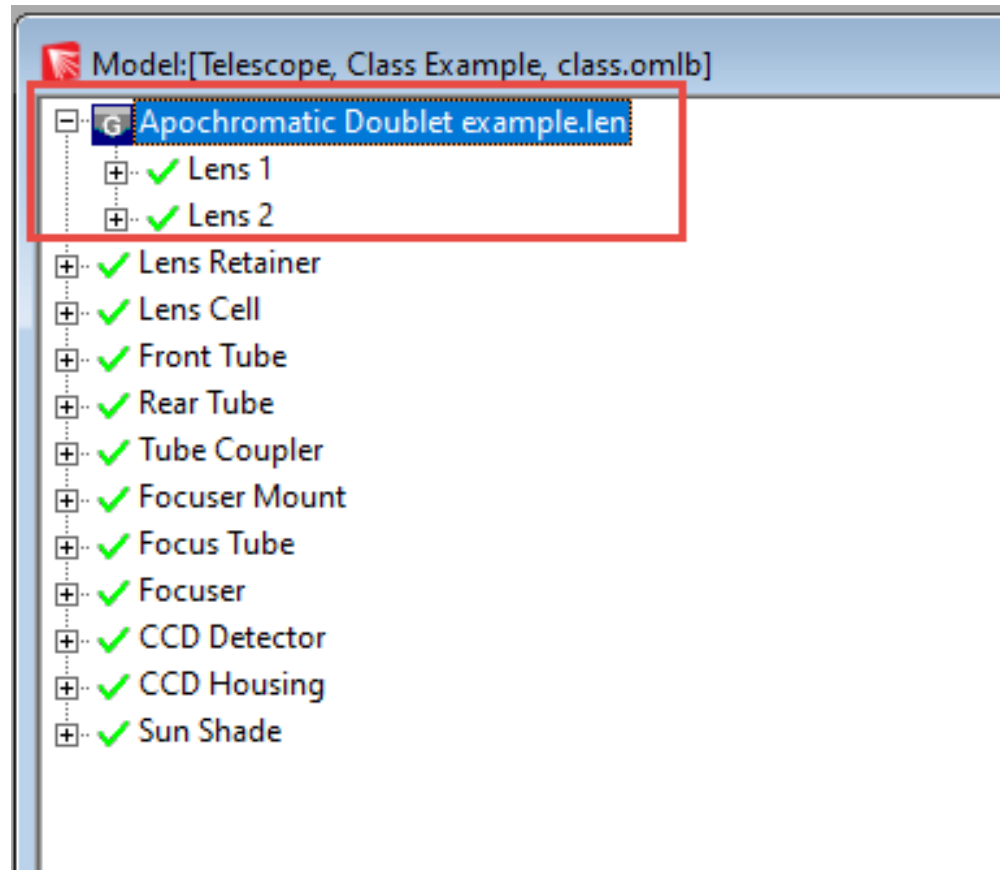 Model:[Telescope, Class Example, class.omlb]
G Apochromatic Doublet example.len
Lens 1
Lens 2
Lens Retainer
Lens Cell
Front Tube
Rear Tube
Tube Coupler
Focuser Mount
Focus Tube
Focuser
CCD Detector
CCD Housing
Sun Shade